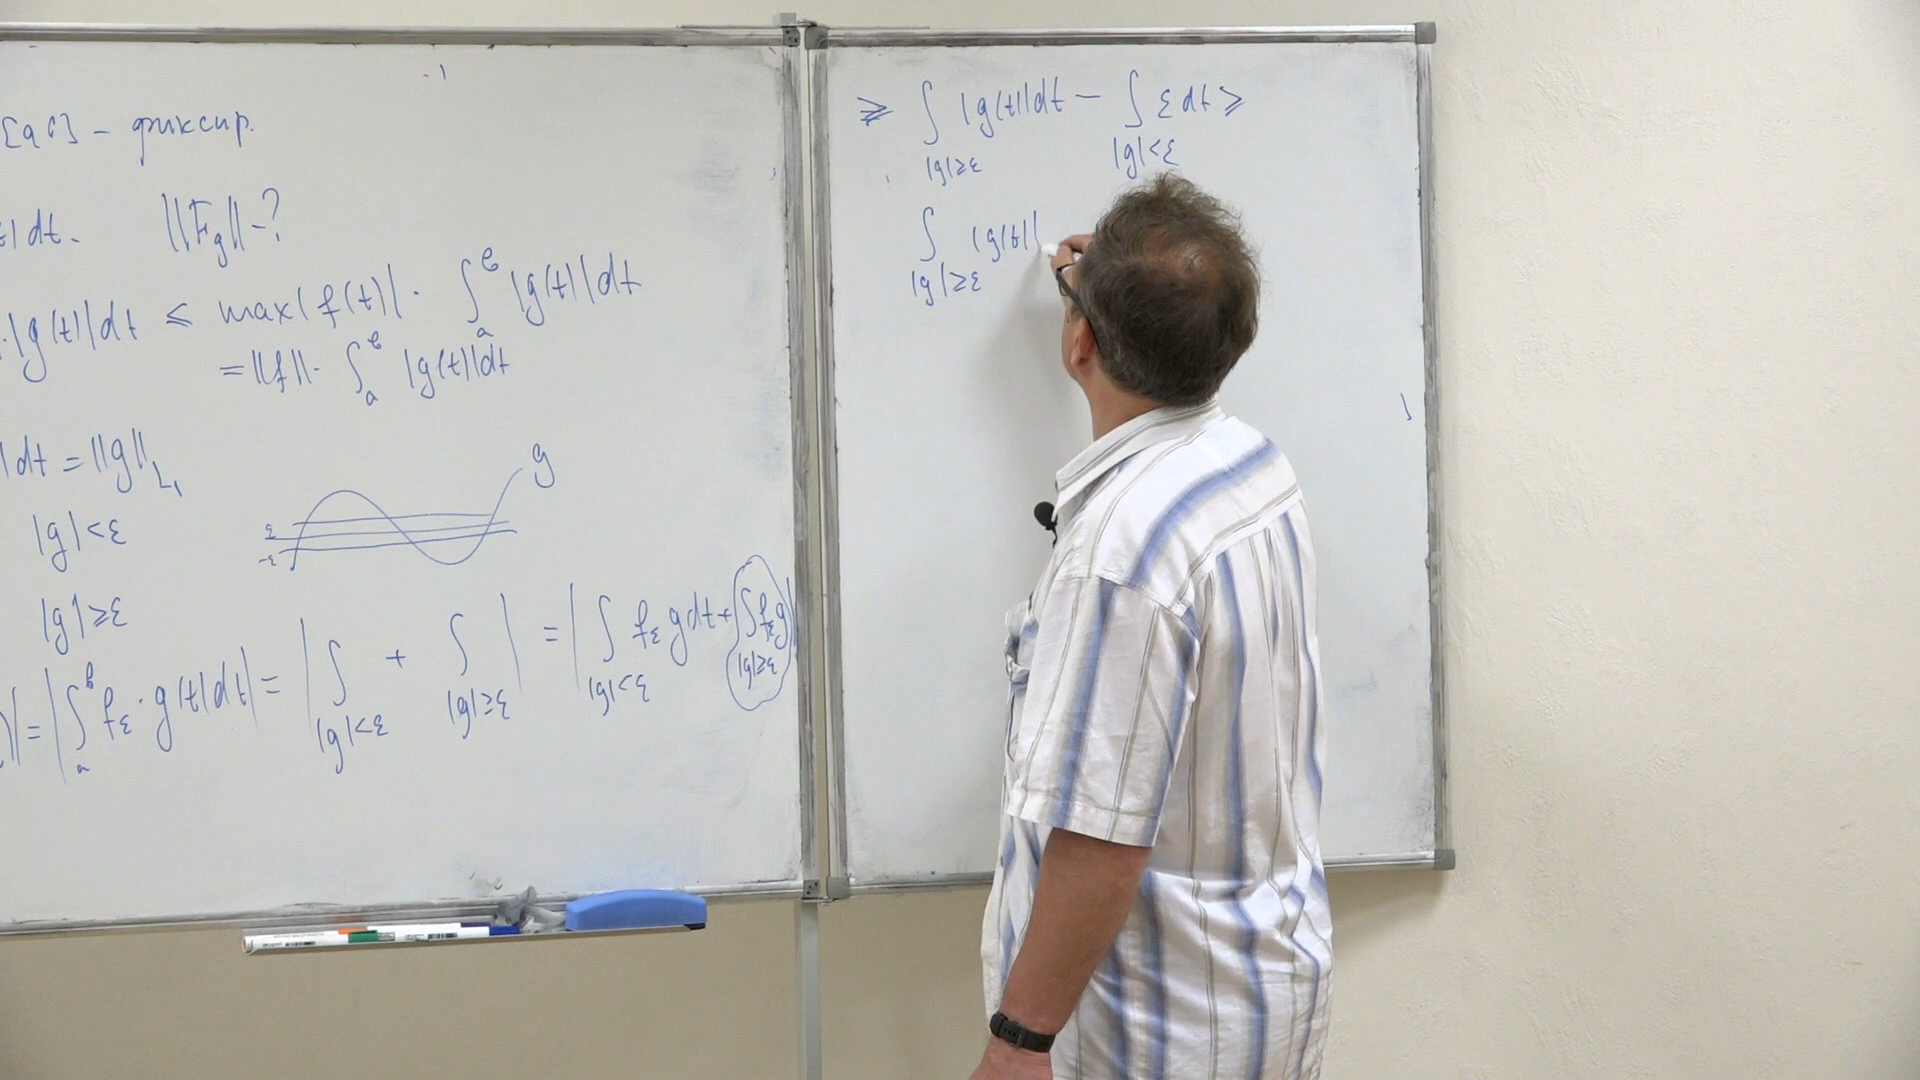 [a b] – фиксир.
t) dt. ||F_g|| – ?
· |g(t)| dt ≤ max |f(t)| · ∫_a^b |g(t)| dt
= ||f|| · ∫_a^b |g(t)| dt
| dt = ||g||_{L_1}
g
|g| < ε
ε
-ε
|g| ≥ ε
)| = | ∫_a^b f_ε · g(t) dt | = | ∫_{|g|<ε} + ∫_{|g|≥ε} | = | ∫_{|g|<ε} f_ε g dt + ∫_{|g|≥ε} f_ε g |
≥ ∫_{|g|≥ε} |g(t)| dt – ∫_{|g|<ε} ε dt ≥
∫_{|g|≥ε} |g(t)|